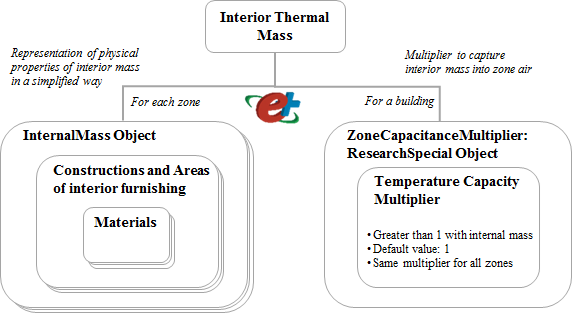 Interior Thermal
Mass
Representation of physical
properties of interior mass
in a simplified way
Multiplier to capture
interior mass into zone air
For each zone
e+
For a building
InternalMass Object
Constructions and Areas
of interior furnishing
Materials
ZoneCapacitanceMultiplier:
ResearchSpecial Object
Temperature Capacity
Multiplier
•Greater than 1 with internal mass
•Default value: 1
•Same multiplier for all zones